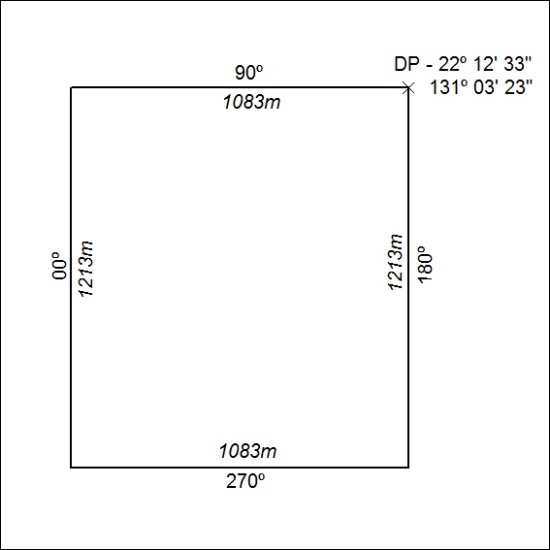 DP - 22º 12' 33"
131º 03' 23"
90º
1083m
00º
1213m
1213m
180º
1083m
270º